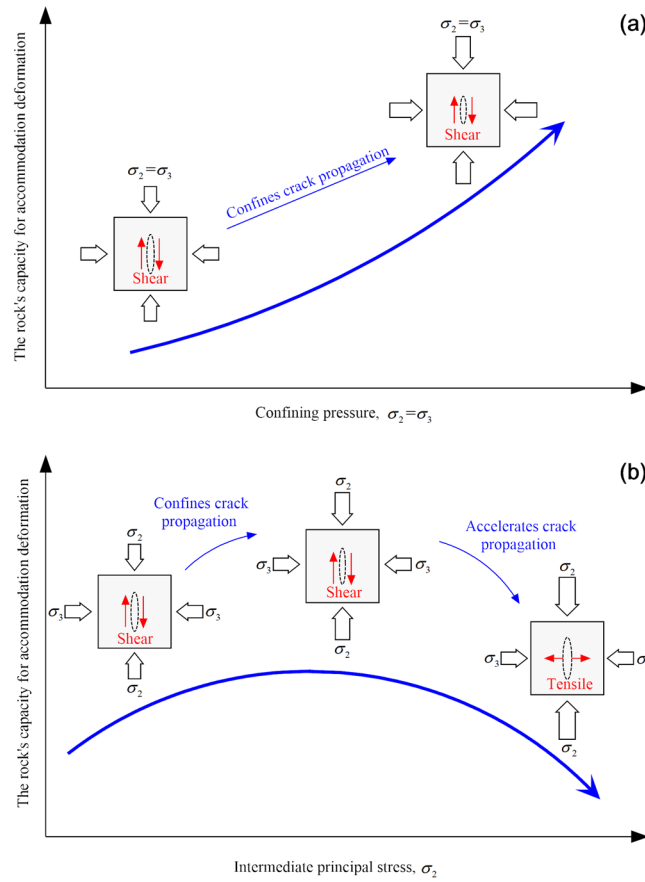 (a)
The rock's capacity for accommodation deformation
σ₂=σ₃
Shear
Confines crack propagation
σ₂=σ₃
Shear
Confining pressure, σ₂=σ₃
(b)
The rock's capacity for accommodation deformation
σ₂
Confines crack
propagation
Accelerates crack
propagation
σ₂
σ₃
Shear
σ₃
σ₂
σ₃
Shear
σ₃
σ₂
σ₂
σ₃
Tensile
σ
σ₂
Intermediate principal stress, σ₂